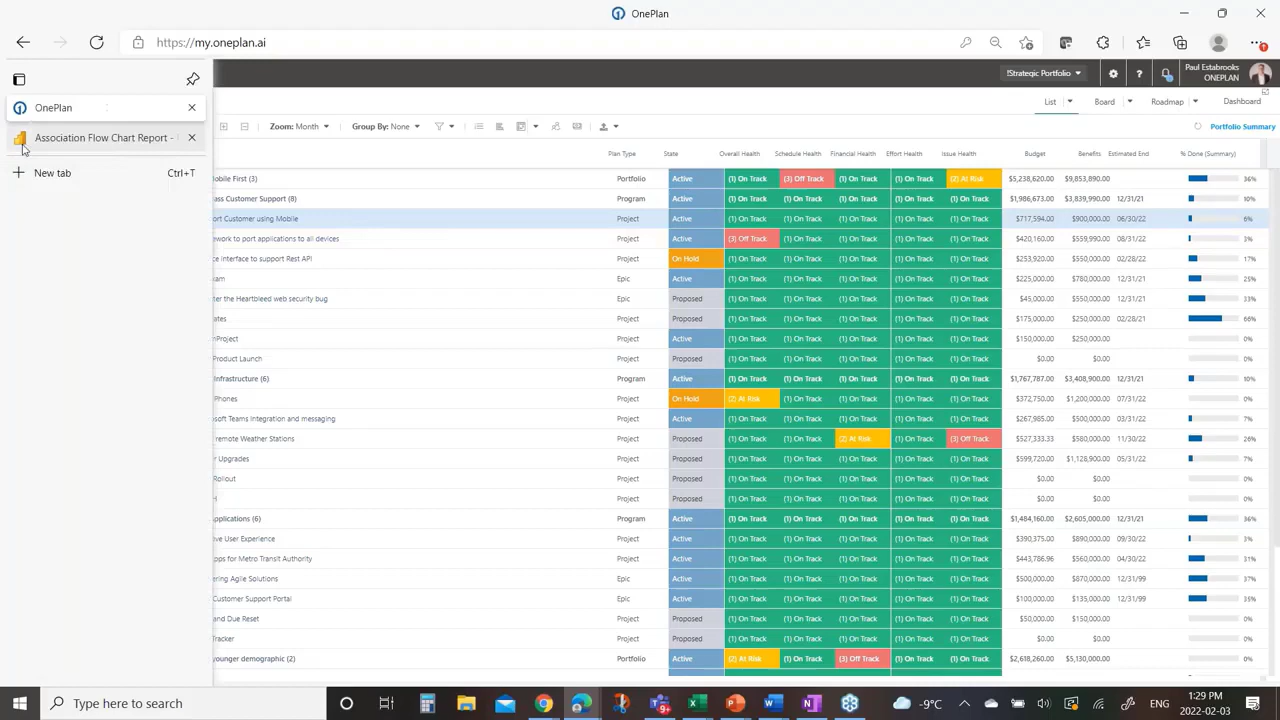 OnePlan
https://my.oneplan.ai
OnePlan
Association Flow Chart Report -
New tab Ctrl+T
!Strategic Portfolio
?
Paul Estabrooks
ONEPLAN
List Board Roadmap Dashboard
Zoom: Month Group By: None Portfolio Summary
Plan Type State Overall Health Schedule Health Financial Health Effort Health Issue Health Budget Benefits Estimated End % Done (Summary)
obile First (3) Portfolio Active (1) On Track (3) Off Track (1) On Track (1) On Track (2) At Risk $5,238,620.00 $9,853,890.00 36%
ass Customer Support (8) Program Active (1) On Track (1) On Track (1) On Track (1) On Track (1) On Track $1,986,673.00 $3,839,990.00 12/31/21 10%
ort Customer using Mobile Project Active (1) On Track (1) On Track (1) On Track (1) On Track (1) On Track $717,594.00 $900,000.00 06/30/22 6%
ework to port applications to all devices Project Active (3) Off Track (1) On Track (1) On Track (1) On Track (1) On Track $420,160.00 $559,990.00 08/31/22 3%
ce Interface to support Rest API Project On Hold (1) On Track (1) On Track (1) On Track (1) On Track (1) On Track $253,920.00 $550,000.00 02/28/22 17%
am Epic Active (1) On Track (1) On Track (1) On Track (1) On Track (1) On Track $225,000.00 $780,000.00 12/31/21 25%
ter the Heartbleed web security bug Epic Proposed (1) On Track (1) On Track (1) On Track (1) On Track (1) On Track $45,000.00 $550,000.00 12/31/21 33%
ates Project Proposed (1) On Track (1) On Track (1) On Track (1) On Track (1) On Track $175,000.00 $250,000.00 02/28/21 66%
nProject Project Active (1) On Track (1) On Track (1) On Track (1) On Track (1) On Track $150,000.00 $250,000.00 0%
Product Launch Project Proposed (1) On Track (1) On Track (1) On Track (1) On Track (1) On Track $0.00 $0.00 0%
Infrastructure (6) Program Active (1) On Track (1) On Track (1) On Track (1) On Track (1) On Track $1,767,787.00 $3,408,900.00 12/31/21 10%
Phones Project On Hold (2) At Risk (1) On Track (1) On Track (1) On Track (1) On Track $372,750.00 $1,200,000.00 07/31/22 0%
osoft Teams Integration and messaging Project Active (1) On Track (1) On Track (1) On Track (1) On Track (1) On Track $267,985.00 $500,000.00 03/31/22 7%
remote Weather Stations Project Proposed (1) On Track (1) On Track (2) At Risk (1) On Track (3) Off Track $527,333.33 $580,000.00 11/30/22 26%
r Upgrades Project Proposed (1) On Track (1) On Track (1) On Track (1) On Track (1) On Track $599,720.00 $1,128,900.00 05/31/22 7%
Rollout Project Proposed (1) On Track (1) On Track (1) On Track (1) On Track (1) On Track $0.00 $0.00 0%
H Project Proposed (1) On Track (1) On Track (1) On Track (1) On Track (1) On Track $0.00 $0.00 0%
pplications (6) Program Active (1) On Track (1) On Track (1) On Track (1) On Track (1) On Track $1,484,160.00 $2,605,000.00 12/31/21 36%
ve User Experience Project Active (1) On Track (1) On Track (1) On Track (1) On Track (1) On Track $390,375.00 $890,000.00 09/30/22 3%
pps for Metro Transit Authority Project Active (1) On Track (1) On Track (1) On Track (1) On Track (1) On Track $443,786.96 $560,000.00 04/30/22 31%
ering Agile Solutions Epic Active (1) On Track (1) On Track (1) On Track (1) On Track (1) On Track $500,000.00 $870,000.00 12/31/99 37%
Customer Support Portal Epic Active (1) On Track (1) On Track (1) On Track (1) On Track (1) On Track $100,000.00 $135,000.00 12/31/99 35%
and Due Reset Project Proposed (1) On Track (1) On Track (1) On Track (1) On Track (1) On Track $50,000.00 $150,000.00 0%
Tracker Project Proposed (1) On Track (1) On Track (1) On Track (1) On Track (1) On Track $0.00 $0.00 0%
younger demographic (2) Portfolio Active (2) At Risk (1) On Track (3) Off Track (1) On Track (1) On Track $2,618,260.00 $5,130,000.00 0%
Type here to search -9°C 1:29 PM
2022-02-03